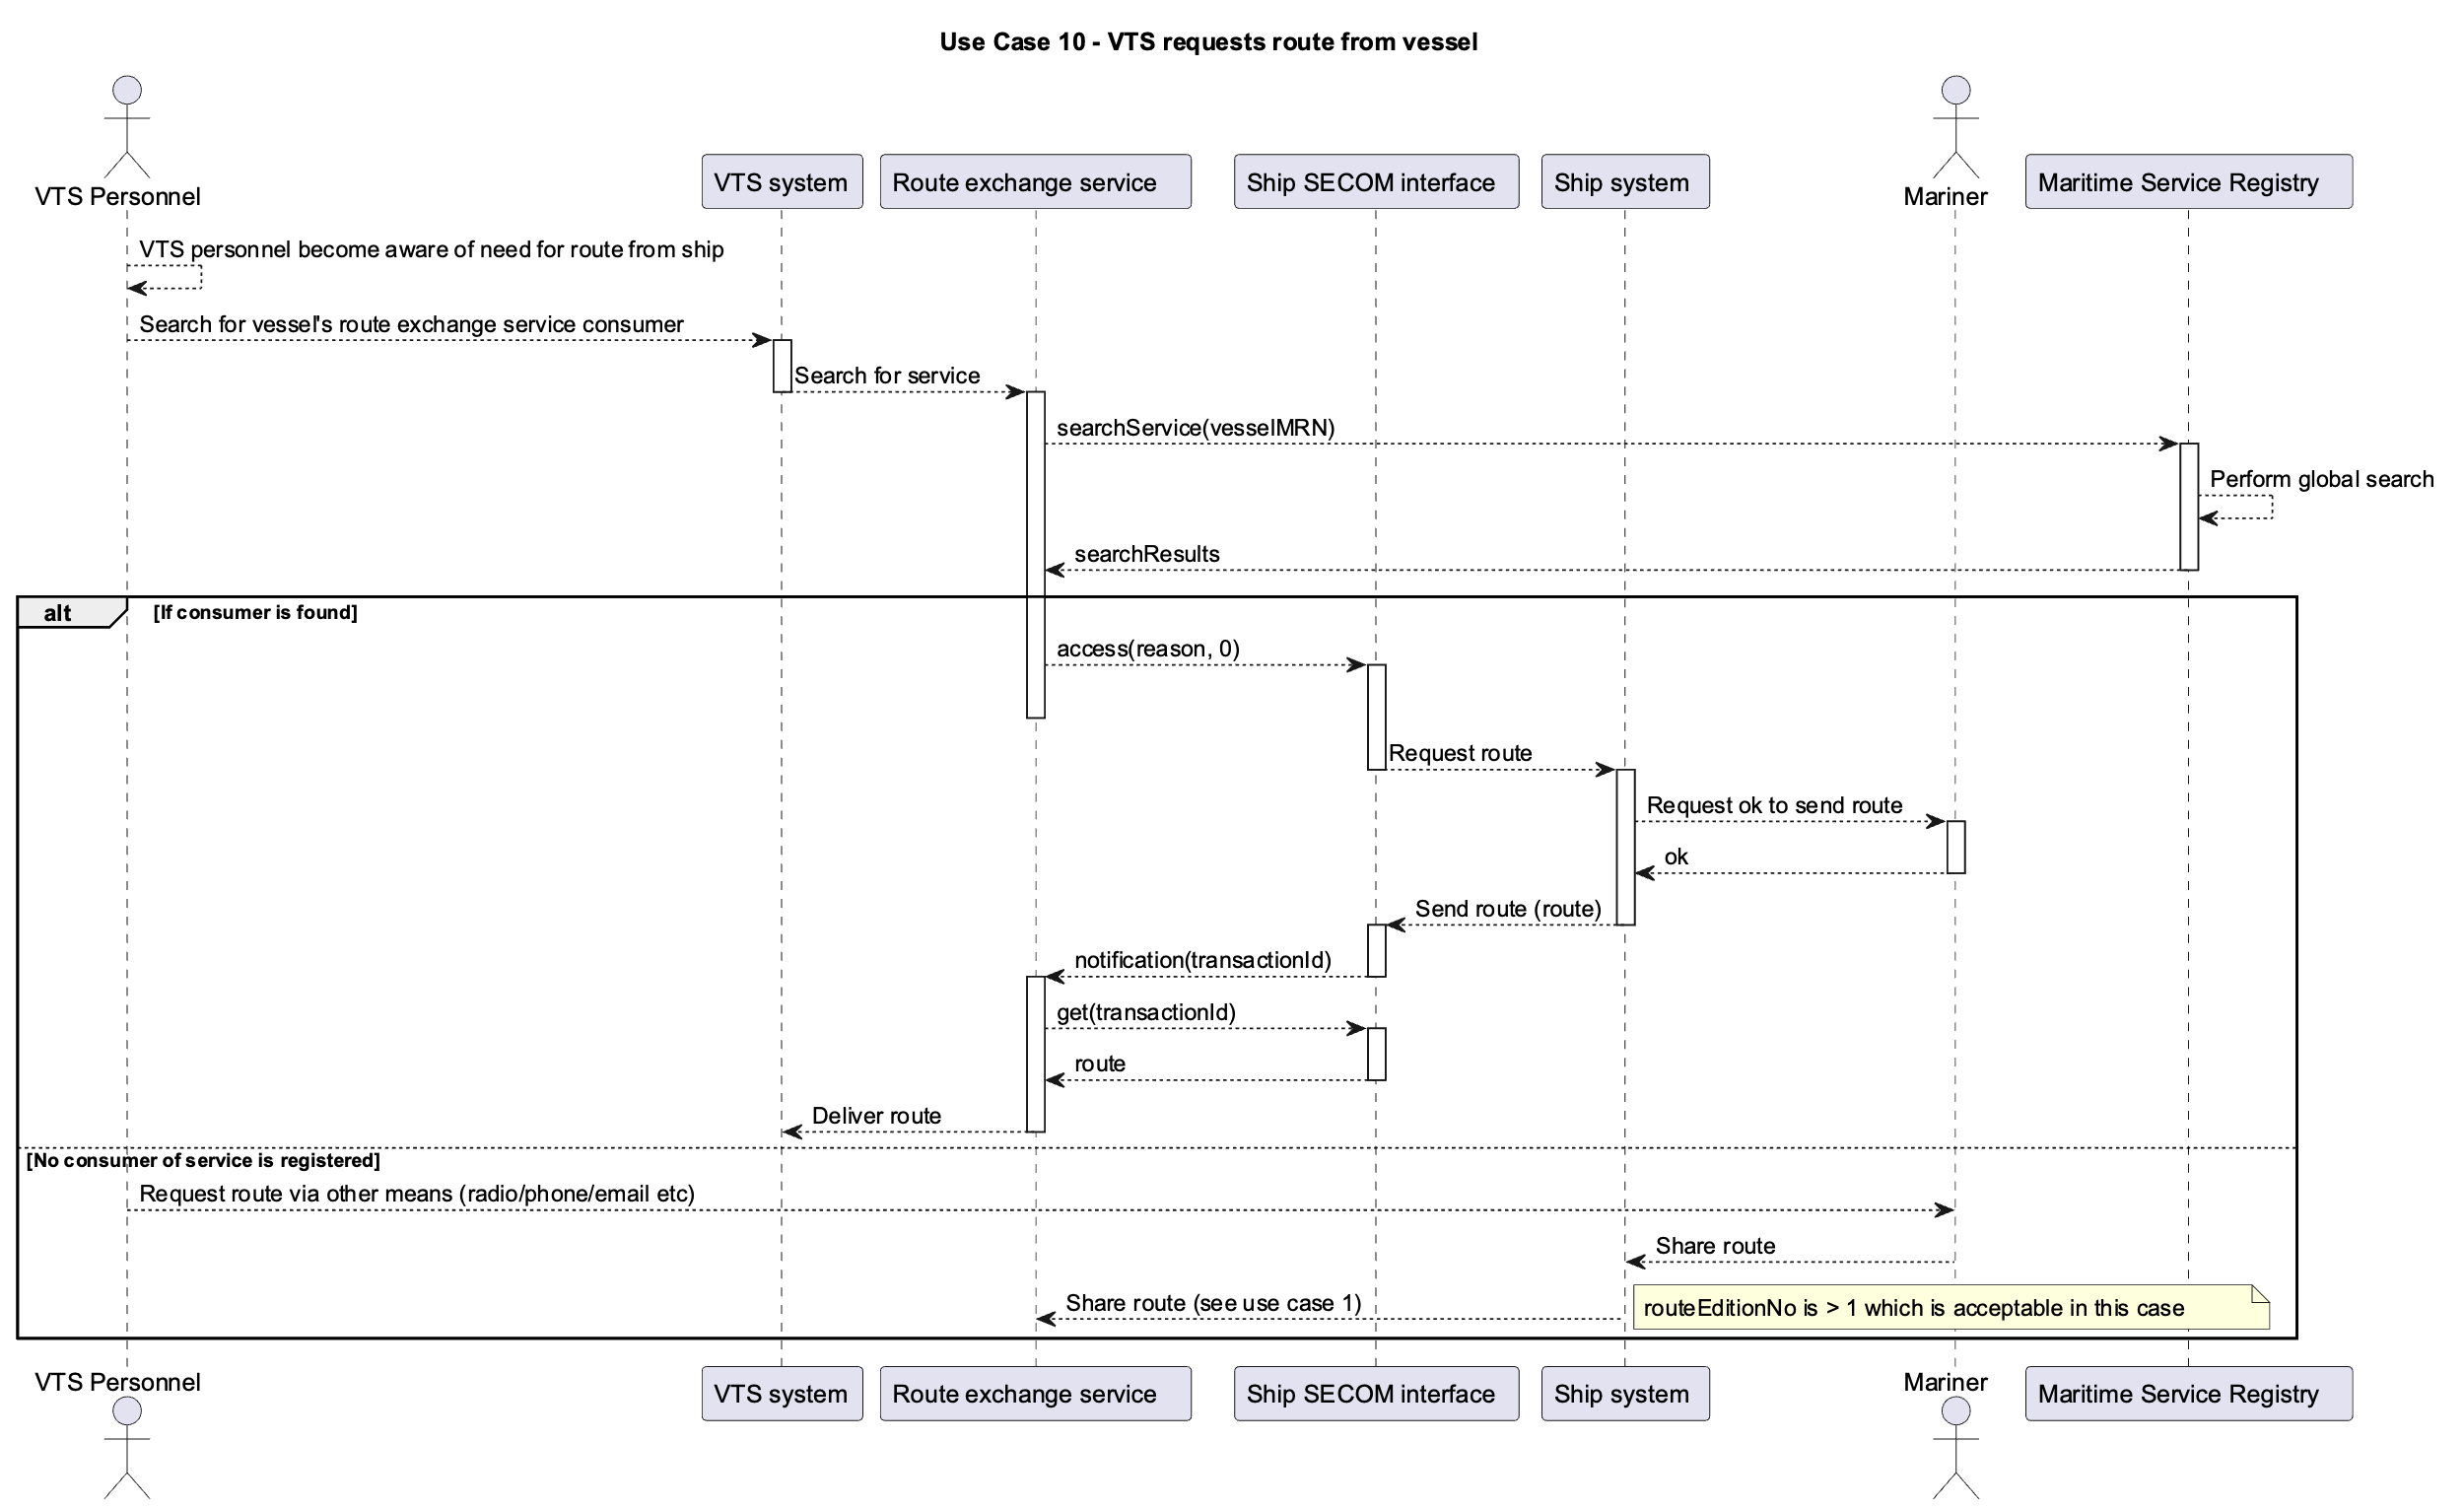 Use Case 10 - VTS requests route from vessel
VTS Personnel
VTS system
Route exchange service
Ship SECOM interface
Ship system
Mariner
Maritime Service Registry
VTS personnel become aware of need for route from ship
Search for vessel's route exchange service consumer
Search for service
searchService(vesselMRN)
Perform global search
searchResults
alt
[If consumer is found]
access(reason, 0)
Request route
Request ok to send route
ok
Send route (route)
notification(transactionId)
get(transactionId)
route
Deliver route
[No consumer of service is registered]
Request route via other means (radio/phone/email etc)
Share route
Share route (see use case 1)
routeEditionNo is > 1 which is acceptable in this case
VTS Personnel
VTS system
Route exchange service
Ship SECOM interface
Ship system
Mariner
Maritime Service Registry